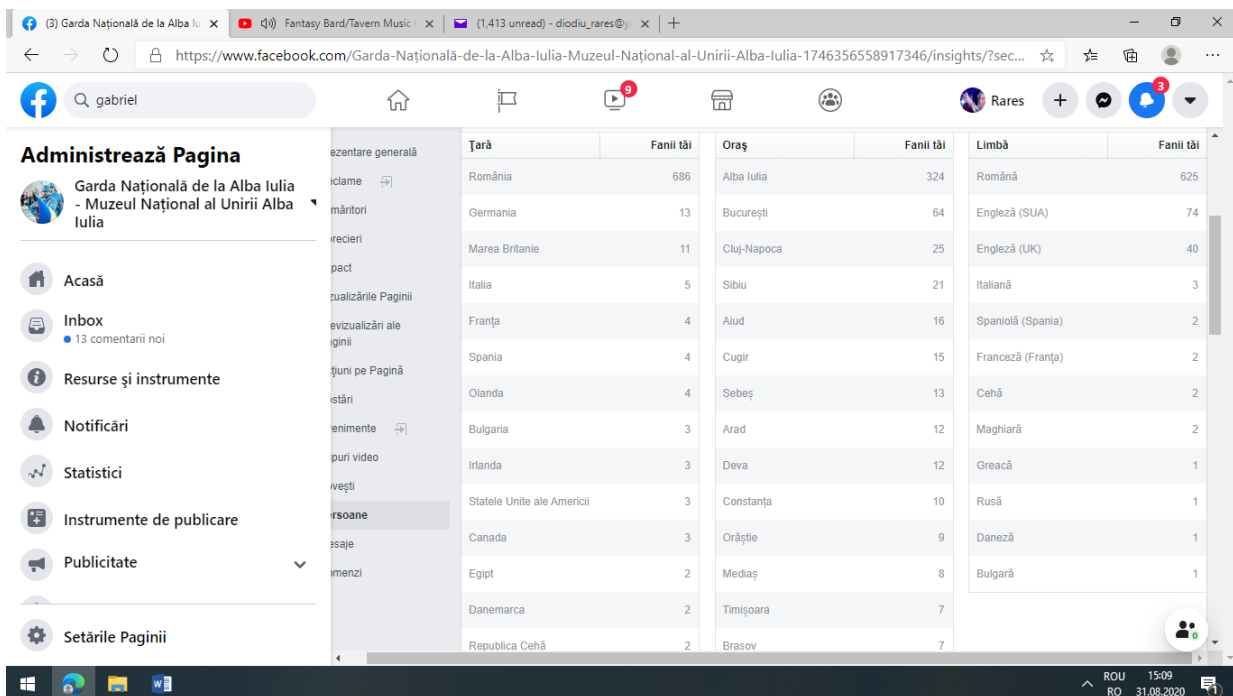 (3) Garda Națională de la Alba Iu
Fantasy Bard/Tavern Music
(1,413 unread) - diodiu_rares@y
https://www.facebook.com/Garda-Națională-de-la-Alba-Iulia-Muzeul-Național-al-Unirii-Alba-Iulia-1746356558917346/insights/?sec...
gabriel
9
Rares
3
Administrează Pagina
Garda Națională de la Alba Iulia
- Muzeul Național al Unirii Alba
Iulia
Acasă
Inbox
13 comentarii noi
Resurse și instrumente
Notificări
Statistici
Instrumente de publicare
Publicitate
Setările Paginii
ezentare generală
clame
măritori
recieri
pact
zualizările Paginii
evizualizări ale
ginii
țiuni pe Pagină
stări
enimente
puri video
vești
rsoane
esaje
menzi
Țară Fanii tăi
România 686
Germania 13
Marea Britanie 11
Italia 5
Franța 4
Spania 4
Olanda 4
Bulgaria 3
Irlanda 3
Statele Unite ale Americii 3
Canada 3
Egipt 2
Danemarca 2
Republica Cehă 2
Oraș Fanii tăi
Alba Iulia 324
București 64
Cluj-Napoca 25
Sibiu 21
Aiud 16
Cugir 15
Sebeș 13
Arad 12
Deva 12
Constanța 10
Orăștie 9
Mediaș 8
Timișoara 7
Brașov 7
Limbă Fanii tăi
Română 625
Engleză (SUA) 74
Engleză (UK) 40
Italiană 3
Spaniolă (Spania) 2
Franceză (Franța) 2
Cehă 2
Maghiară 2
Greacă 1
Rusă 1
Daneză 1
Bulgară 1
0
ROU
RO
15:09
31.08.2020